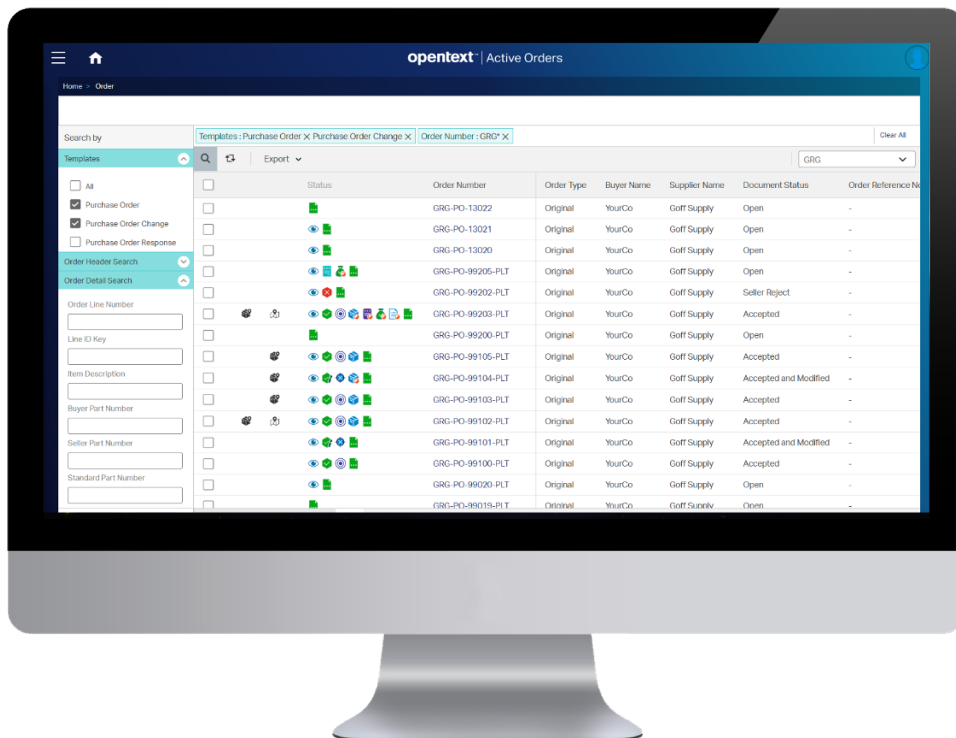 opentext™ | Active Orders
Home > Order
Search by
Templates : Purchase Order X Purchase Order Change X Order Number : GRG* X Clear All
Templates
Export
GRG
All
Purchase Order
Purchase Order Change
Purchase Order Response
Order Header Search
Order Detail Search
Order Line Number
Line ID Key
Item Description
Buyer Part Number
Seller Part Number
Standard Part Number
Status Order Number Order Type Buyer Name Supplier Name Document Status Order Reference
GRG-PO-13022 Original YourCo Goff Supply Open -
GRG-PO-13021 Original YourCo Goff Supply Open -
GRG-PO-13020 Original YourCo Goff Supply Open -
GRG-PO-99205-PLT Original YourCo Goff Supply Open -
GRG-PO-99202-PLT Original YourCo Goff Supply Seller Reject -
GRG-PO-99203-PLT Original YourCo Goff Supply Accepted -
GRG-PO-99200-PLT Original YourCo Goff Supply Open -
GRG-PO-99105-PLT Original YourCo Goff Supply Accepted -
GRG-PO-99104-PLT Original YourCo Goff Supply Accepted and Modified -
GRG-PO-99103-PLT Original YourCo Goff Supply Accepted -
GRG-PO-99102-PLT Original YourCo Goff Supply Accepted -
GRG-PO-99101-PLT Original YourCo Goff Supply Accepted and Modified -
GRG-PO-99100-PLT Original YourCo Goff Supply Accepted -
GRG-PO-99020-PLT Original YourCo Goff Supply Open -
GRG-PO-99019-PLT Original YourCo Goff Supply Open -